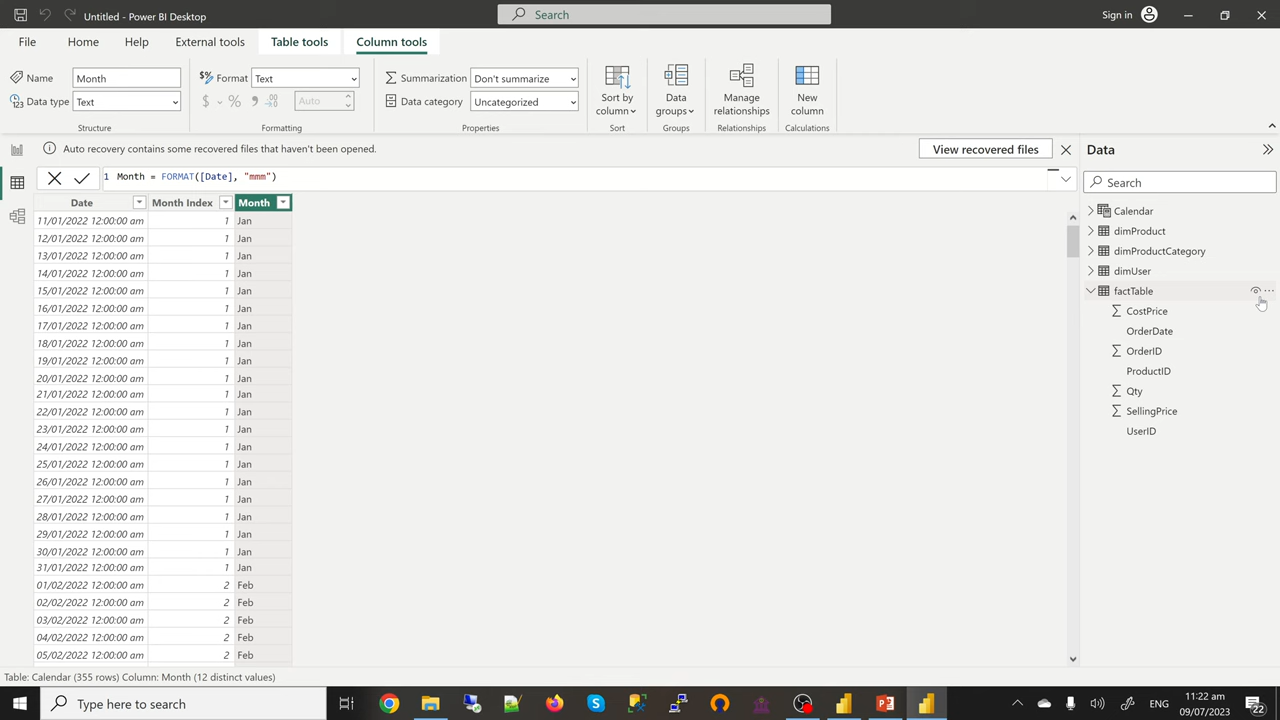 Untitled - Power BI Desktop
Search
Sign in
File
Home
Help
External tools
Table tools
Column tools
Name
Month
Format
Text
Summarization
Don't summarize
Data type
Text
$
%
Auto
Data category
Uncategorized
Sort by
column
Data
groups
Manage
relationships
New
column
Structure
Formatting
Properties
Sort
Groups
Relationships
Calculations
Auto recovery contains some recovered files that haven't been opened.
View recovered files
1 Month = FORMAT([Date], "mmm")
Date Month Index Month
11/01/2022 12:00:00 am 1 Jan
12/01/2022 12:00:00 am 1 Jan
13/01/2022 12:00:00 am 1 Jan
14/01/2022 12:00:00 am 1 Jan
15/01/2022 12:00:00 am 1 Jan
16/01/2022 12:00:00 am 1 Jan
17/01/2022 12:00:00 am 1 Jan
18/01/2022 12:00:00 am 1 Jan
19/01/2022 12:00:00 am 1 Jan
20/01/2022 12:00:00 am 1 Jan
21/01/2022 12:00:00 am 1 Jan
22/01/2022 12:00:00 am 1 Jan
23/01/2022 12:00:00 am 1 Jan
24/01/2022 12:00:00 am 1 Jan
25/01/2022 12:00:00 am 1 Jan
26/01/2022 12:00:00 am 1 Jan
27/01/2022 12:00:00 am 1 Jan
28/01/2022 12:00:00 am 1 Jan
29/01/2022 12:00:00 am 1 Jan
30/01/2022 12:00:00 am 1 Jan
31/01/2022 12:00:00 am 1 Jan
01/02/2022 12:00:00 am 2 Feb
02/02/2022 12:00:00 am 2 Feb
03/02/2022 12:00:00 am 2 Feb
04/02/2022 12:00:00 am 2 Feb
05/02/2022 12:00:00 am 2 Feb
Data
Search
Calendar
dimProduct
dimProductCategory
dimUser
factTable
CostPrice
OrderDate
OrderID
ProductID
Qty
SellingPrice
UserID
Table: Calendar (355 rows) Column: Month (12 distinct values)
Type here to search
ENG
11:22 am
09/07/2023
22